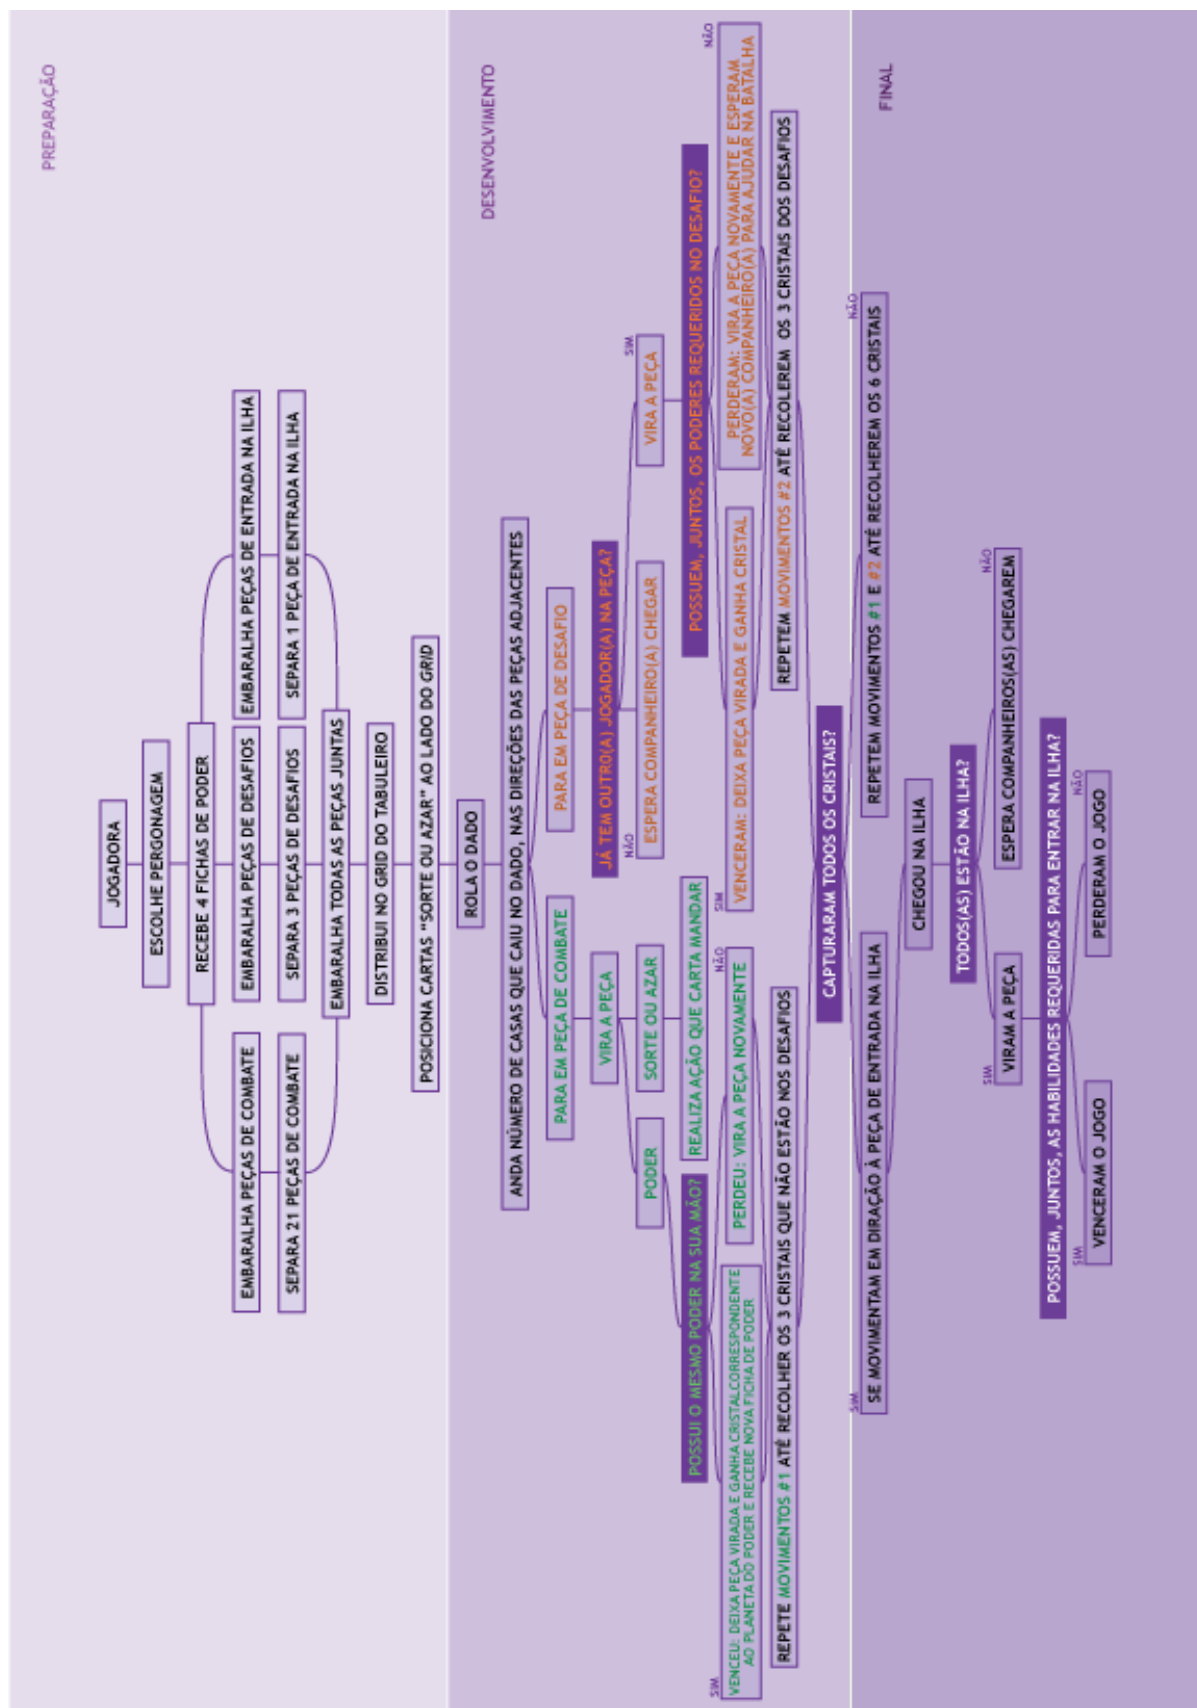 PREPARAÇÃO
JOGADORA
ESCOLHE PERGONAGEM
RECEBE 4 FICHAS DE PODER
EMBARALHA PEÇAS DE COMBATE
EMBARALHA PEÇAS DE DESAFIOS
EMBARALHA PEÇAS DE ENTRADA NA ILHA
SEPARA 21 PEÇAS DE COMBATE
SEPARA 3 PEÇAS DE DESAFIOS
SEPARA 1 PEÇA DE ENTRADA NA ILHA
EMBARALHA TODAS AS PEÇAS JUNTAS
DISTRIBUI NO GRID DO TABULEIRO
POSICIONA CARTAS "SORTE OU AZAR" AO LADO DO GRID
DESENVOLVIMENTO
ROLA O DADO
ANDA NÚMERO DE CASAS QUE CAIU NO DADO, NAS DIREÇÕES DAS PEÇAS ADJACENTES
PARA EM PEÇA DE COMBATE
PARA EM PEÇA DE DESAFIO
VIRA A PEÇA
JÁ TEM OUTRO(A) JOGADOR(A) NA PEÇA?
PODER
SORTE OU AZAR
NÃO
ESPERA COMPANHEIRO(A) CHEGAR
SIM
VIRA A PEÇA
POSSUI O MESMO PODER NA SUA MÃO?
REALIZA AÇÃO QUE CARTA MANDAR
POSSUEM, JUNTOS, OS PODERES REQUERIDOS NO DESAFIO?
SIM
VENCEU: DEIXA PEÇA VIRADA E GANHA CRISTAL CORRESPONDENTE
AO PLANETA DO PODER E RECEBE NOVA FICHA DE PODER
NÃO
PERDEU: VIRA A PEÇA NOVAMENTE
SIM
VENCERAM: DEIXA PEÇA VIRADA E GANHA CRISTAL
NÃO
PERDERAM: VIRA A PEÇA NOVAMENTE E ESPERAM
NOVO(A) COMPANHEIRO(A) PARA AJUDAR NA BATALHA
REPETE MOVIMENTOS #1 ATÉ RECOLHER OS 3 CRISTAIS QUE NÃO ESTÃO NOS DESAFIOS
REPETEM MOVIMENTOS #2 ATÉ RECOLEREM OS 3 CRISTAIS DOS DESAFIOS
CAPTURARAM TODOS OS CRISTAIS?
FINAL
SIM
SE MOVIMENTAM EM DIRAÇÃO À PEÇA DE ENTRADA NA ILHA
NÃO
REPETEM MOVIMENTOS #1 E #2 ATÉ RECOLHEREM OS 6 CRISTAIS
CHEGOU NA ILHA
TODOS(AS) ESTÃO NA ILHA?
SIM
VIRAM A PEÇA
NÃO
ESPERA COMPANHEIROS(AS) CHEGAREM
POSSUEM, JUNTOS, AS HABILIDADES REQUERIDAS PARA ENTRAR NA ILHA?
SIM
VENCERAM O JOGO
NÃO
PERDERAM O JOGO